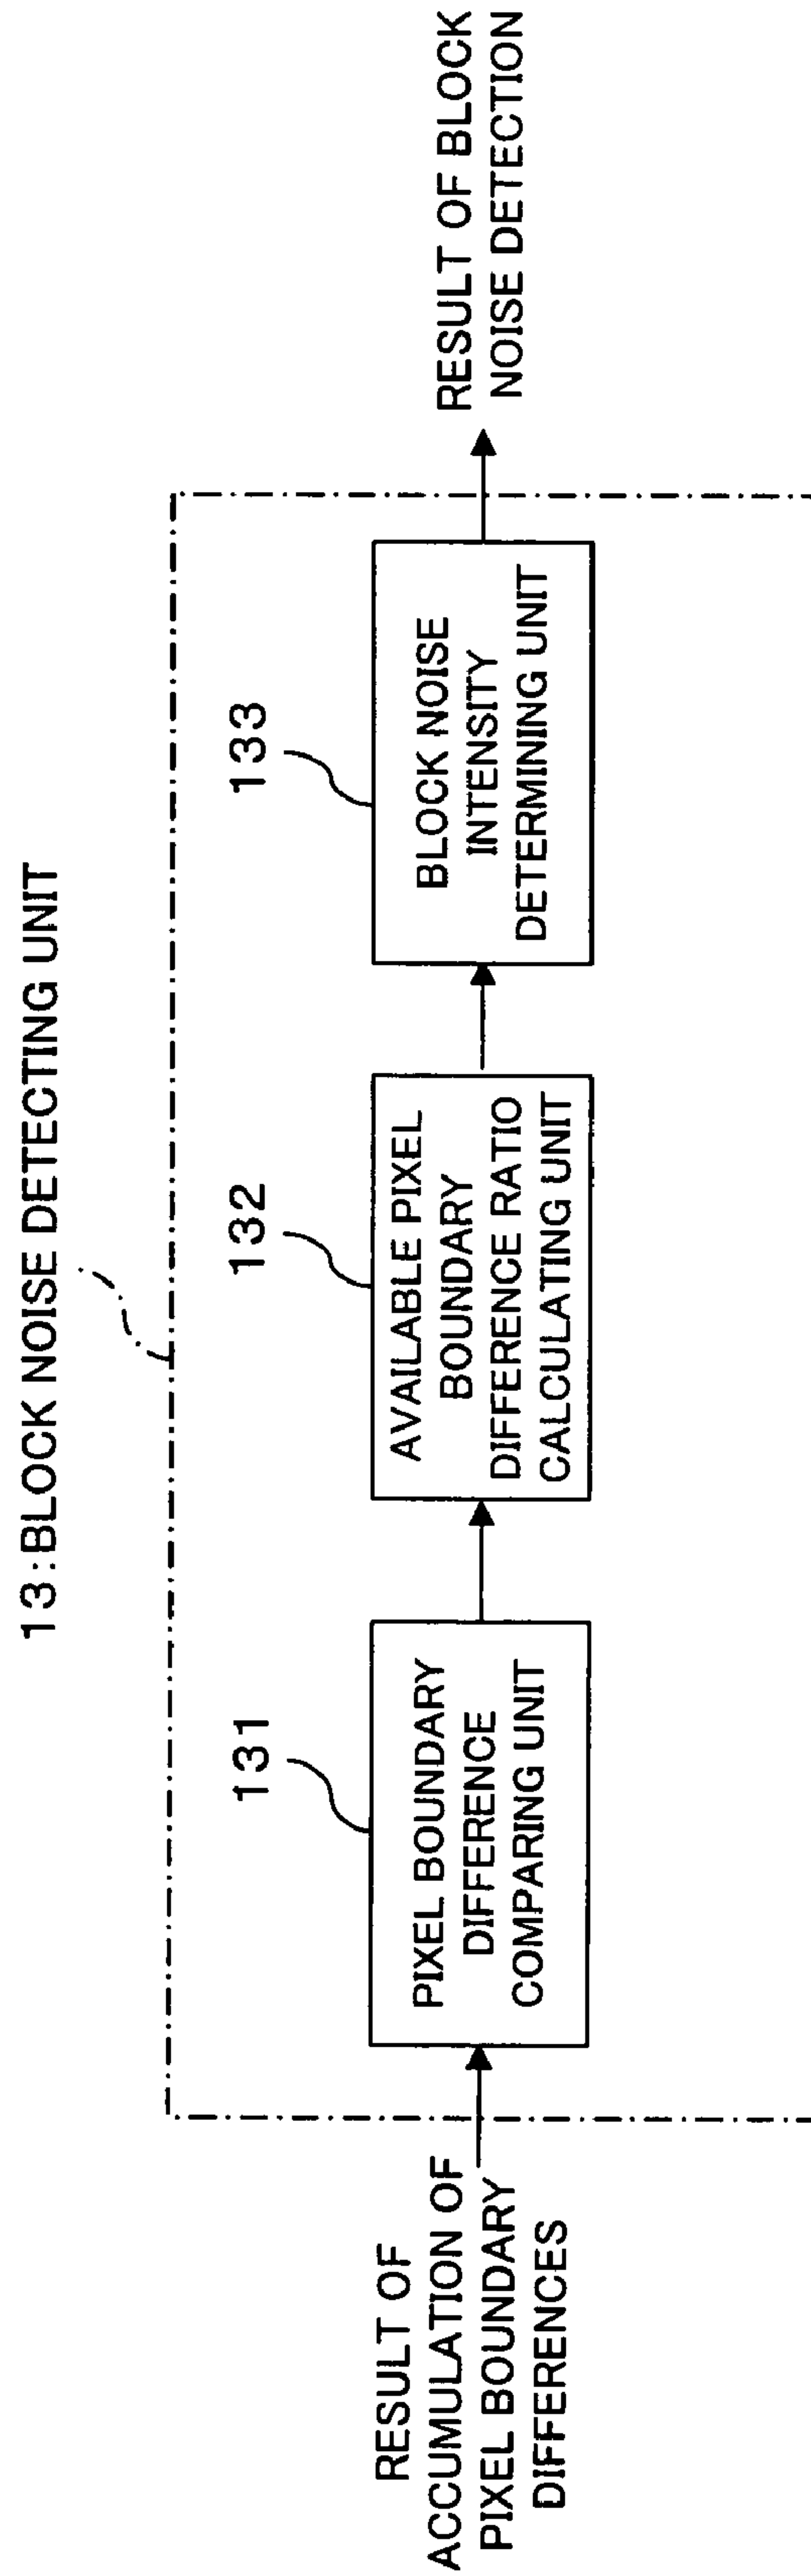 13:BLOCK NOISE DETECTING UNIT
RESULT OF
ACCUMULATION OF
PIXEL BOUNDARY
DIFFERENCES
131
PIXEL BOUNDARY
DIFFERENCE
COMPARING UNIT
132
AVAILABLE PIXEL
BOUNDARY
DIFFERENCE RATIO
CALCULATING UNIT
133
BLOCK NOISE
INTENSITY
DETERMINING UNIT
RESULT OF BLOCK
NOISE DETECTION